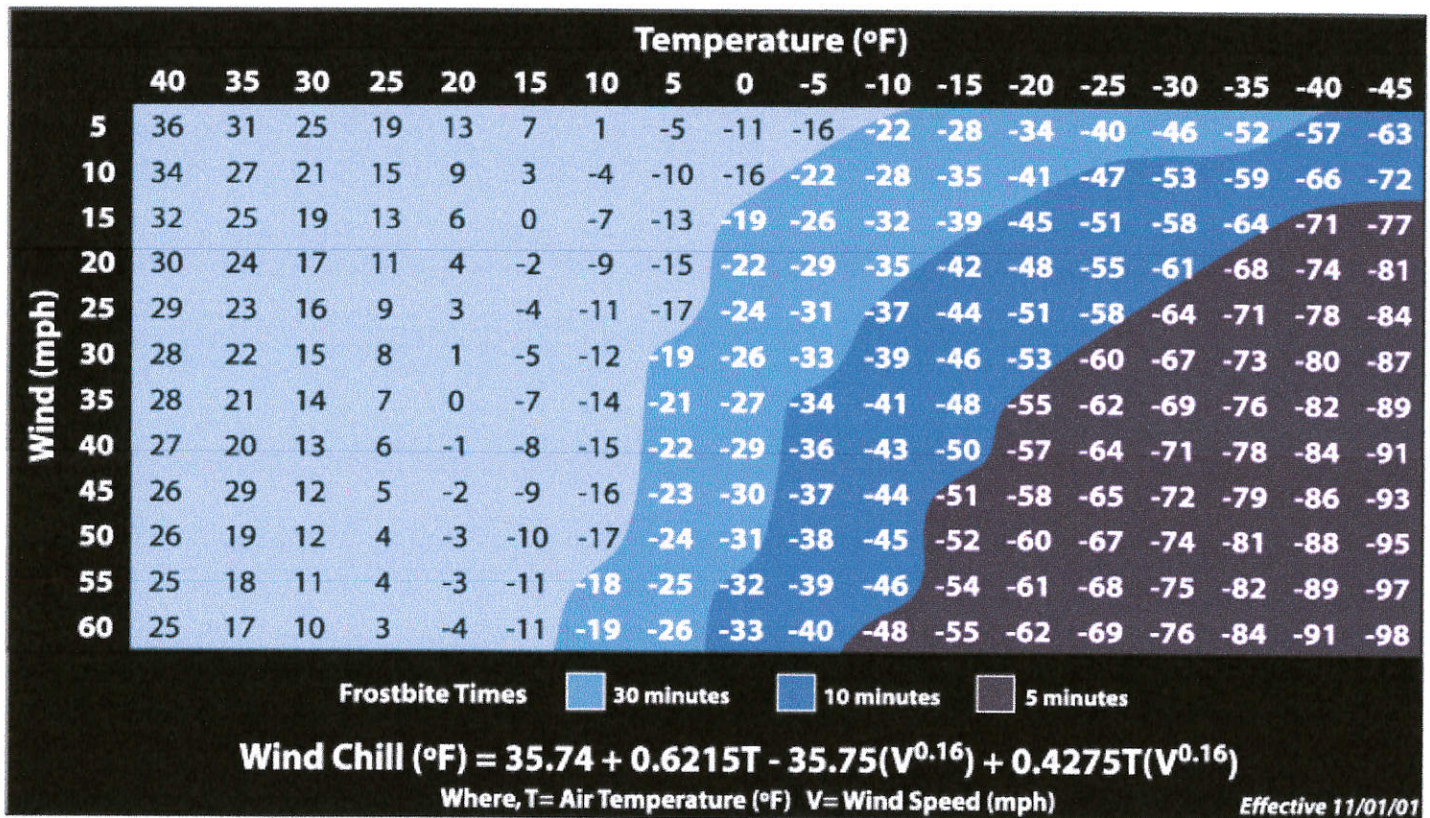 Temperature (ºF)
40 35 30 25 20 15 10 5 0 -5 -10 -15 -20 -25 -30 -35 -40 -45
Wind (mph)
5 36 31 25 19 13 7 1 -5 -11 -16 -22 -28 -34 -40 -46 -52 -57 -63
10 34 27 21 15 9 3 -4 -10 -16 -22 -28 -35 -41 -47 -53 -59 -66 -72
15 32 25 19 13 6 0 -7 -13 -19 -26 -32 -39 -45 -51 -58 -64 -71 -77
20 30 24 17 11 4 -2 -9 -15 -22 -29 -35 -42 -48 -55 -61 -68 -74 -81
25 29 23 16 9 3 -4 -11 -17 -24 -31 -37 -44 -51 -58 -64 -71 -78 -84
30 28 22 15 8 1 -5 -12 -19 -26 -33 -39 -46 -53 -60 -67 -73 -80 -87
35 28 21 14 7 0 -7 -14 -21 -27 -34 -41 -48 -55 -62 -69 -76 -82 -89
40 27 20 13 6 -1 -8 -15 -22 -29 -36 -43 -50 -57 -64 -71 -78 -84 -91
45 26 29 12 5 -2 -9 -16 -23 -30 -37 -44 -51 -58 -65 -72 -79 -86 -93
50 26 19 12 4 -3 -10 -17 -24 -31 -38 -45 -52 -60 -67 -74 -81 -88 -95
55 25 18 11 4 -3 -11 -18 -25 -32 -39 -46 -54 -61 -68 -75 -82 -89 -97
60 25 17 10 3 -4 -11 -19 -26 -33 -40 -48 -55 -62 -69 -76 -84 -91 -98
Frostbite Times 30 minutes 10 minutes 5 minutes
Wind Chill (ºF) = 35.74 + 0.6215T - 35.75(V^0.16) + 0.4275T(V^0.16)
Where, T= Air Temperature (ºF) V= Wind Speed (mph) Effective 11/01/01